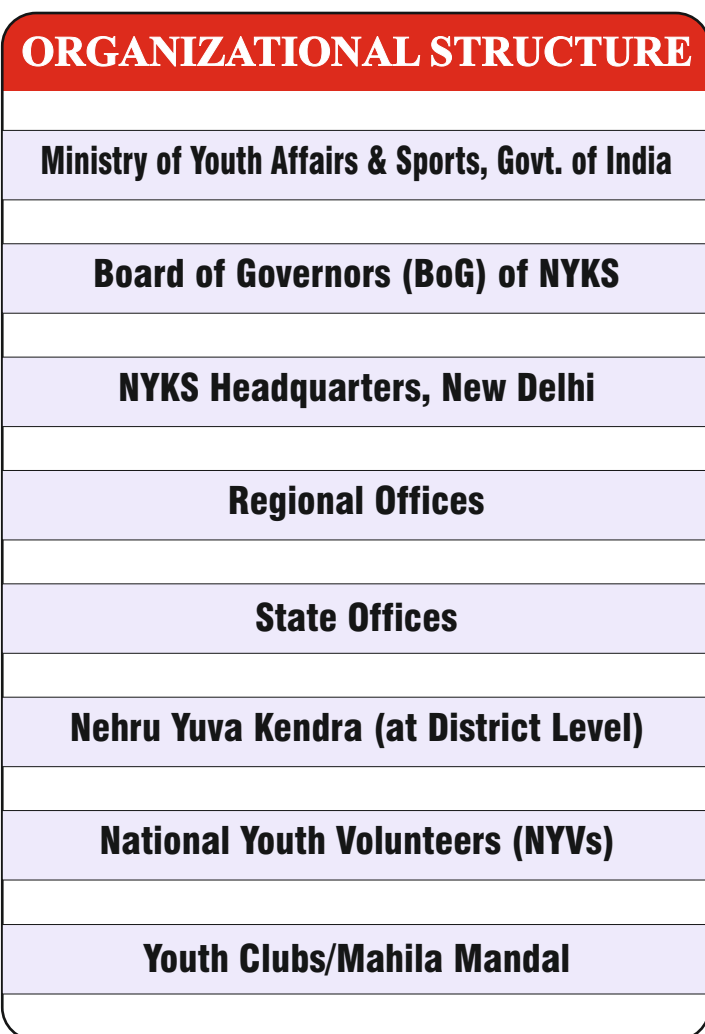 ORGANIZATIONAL STRUCTURE
Ministry of Youth Affairs & Sports, Govt. of India
Board of Governors (BoG) of NYKS
NYKS Headquarters, New Delhi
Regional Offices
State Offices
Nehru Yuva Kendra (at District Level)
National Youth Volunteers (NYVs)
Youth Clubs/Mahila Mandal